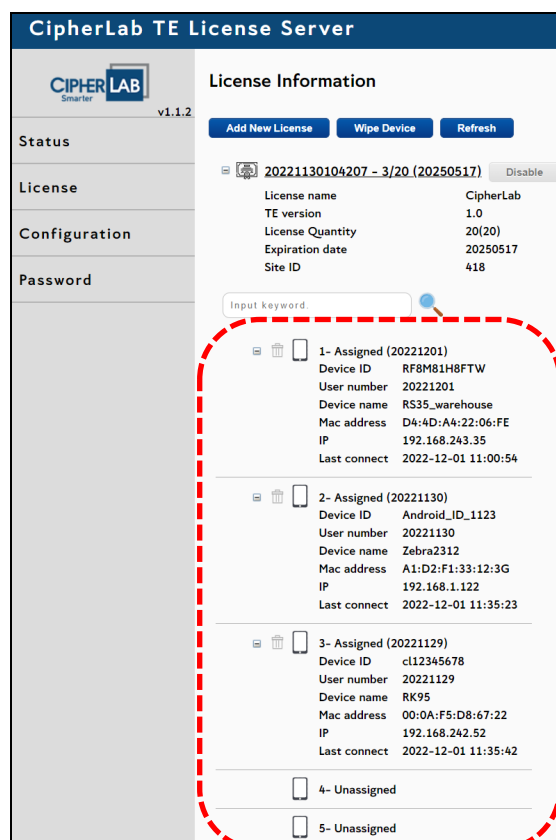 CipherLab TE License Server
CIPHER LAB
Smarter
v1.1.2
Status
License
Configuration
Password
License Information
Add New License Wipe Device Refresh
20221130104207 - 3/20 (20250517) Disable
License name CipherLab
TE version 1.0
License Quantity 20(20)
Expiration date 20250517
Site ID 418
Input keyword.
1- Assigned (20221201)
Device ID RF8M81H8FTW
User number 20221201
Device name RS35_warehouse
Mac address D4:4D:A4:22:06:FE
IP 192.168.243.35
Last connect 2022-12-01 11:00:54
2- Assigned (20221130)
Device ID Android_ID_1123
User number 20221130
Device name Zebra2312
Mac address A1:D2:F1:33:12:3G
IP 192.168.1.122
Last connect 2022-12-01 11:35:23
3- Assigned (20221129)
Device ID cl12345678
User number 20221129
Device name RK95
Mac address 00:0A:F5:D8:67:22
IP 192.168.242.52
Last connect 2022-12-01 11:35:42
4- Unassigned
5- Unassigned